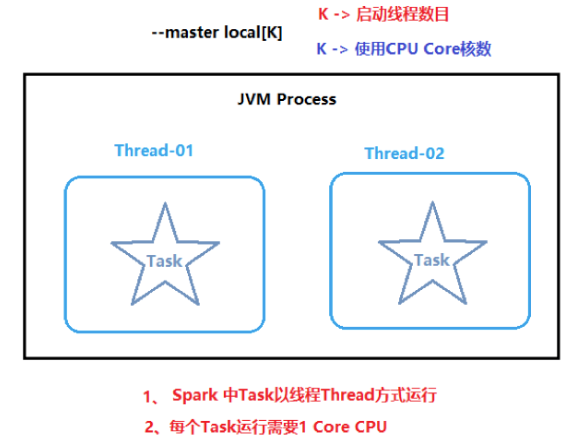 K -> 启动线程数目
--master local[K]
K -> 使用CPU Core核数
JVM Process
Thread-01
Thread-02
Task
Task
1、 Spark 中Task以线程Thread方式运行
2、每个Task运行需要1 Core CPU